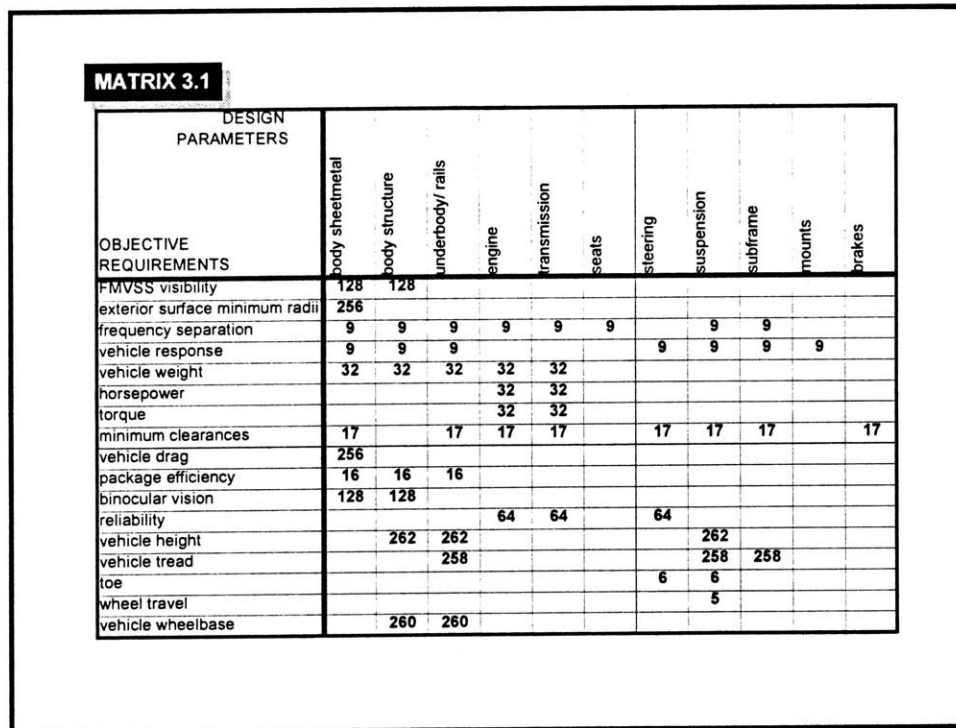 MATRIX 3.1
DESIGN
PARAMETERS
OBJECTIVE
REQUIREMENTS
body sheetmetal
body structure
underbody/ rails
engine
transmission
seats
steering
suspension
subframe
mounts
brakes
FMVSS visibility 128 128
exterior surface minimum radii 256
frequency separation 9 9 9 9 9 9 9 9
vehicle response 9 9 9 9 9 9 9
vehicle weight 32 32 32 32 32
horsepower 32 32
torque 32 32
minimum clearances 17 17 17 17 17 17 17 17
vehicle drag 256
package efficiency 16 16 16
binocular vision 128 128
reliability 64 64 64
vehicle height 262 262 262
vehicle tread 258 258 258
toe 6 6
wheel travel 5
vehicle wheelbase 260 260